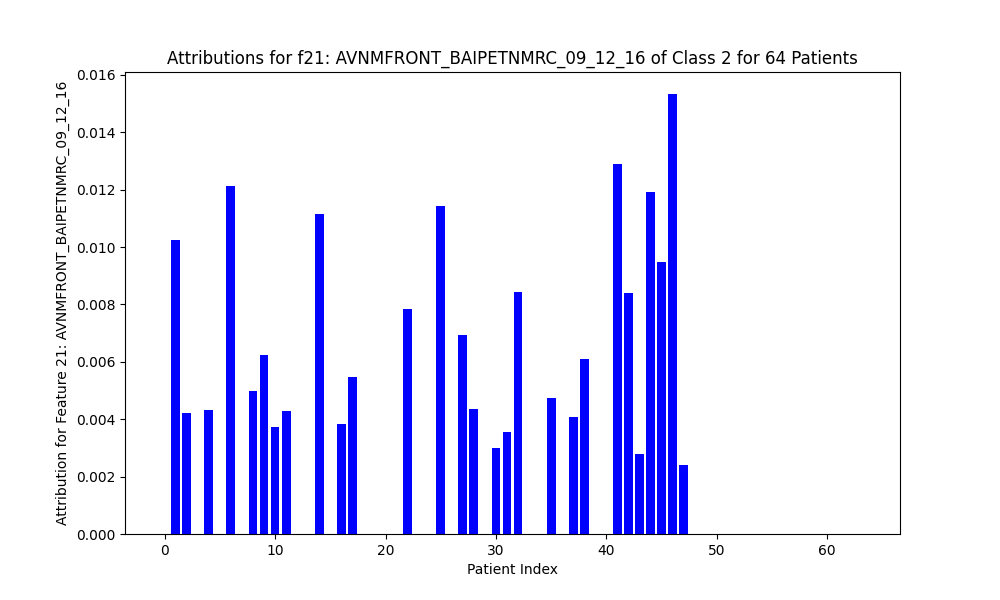 Attributions for f21: AVNMFRONT_BAIPETNMRC_09_12_16 of Class 2 for 64 Patients
Attribution for Feature 21: AVNMFRONT_BAIPETNMRC_09_12_16
0.016
0.014
0.012
0.010
0.008
0.006
0.004
0.002
0.000
0 10 20 30 40 50 60
Patient Index